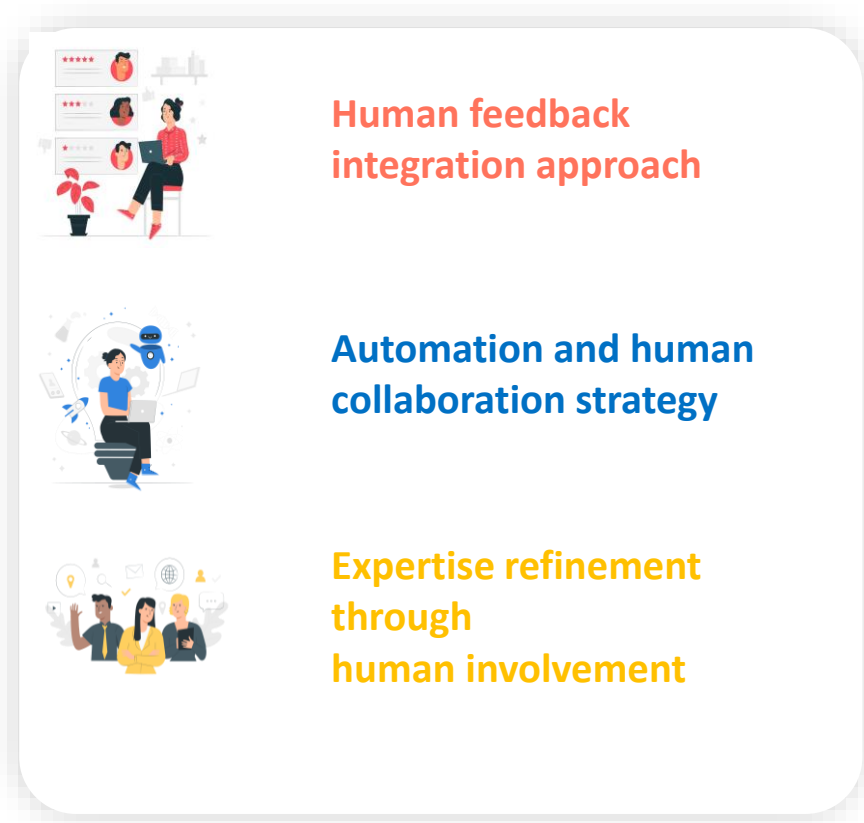 Human feedback
integration approach
Automation and human
collaboration strategy
Expertise refinement
through
human involvement